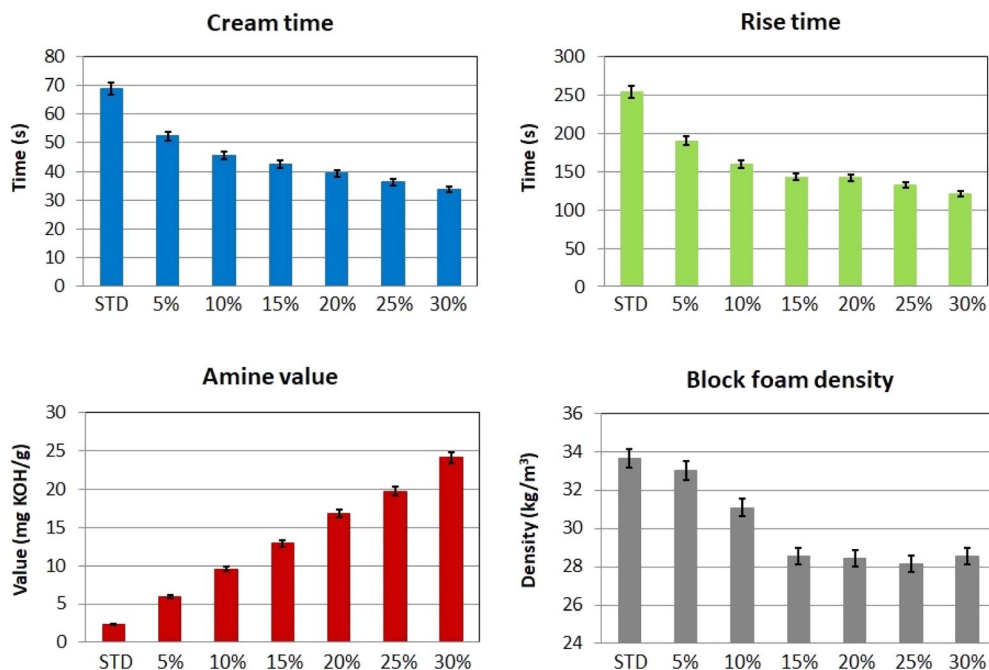 Cream time
Time (s)
80
70
60
50
40
30
20
10
0
STD 5% 10% 15% 20% 25% 30%
Rise time
Time (s)
300
250
200
150
100
50
0
STD 5% 10% 15% 20% 25% 30%
Amine value
Value (mg KOH/g)
30
25
20
15
10
5
0
STD 5% 10% 15% 20% 25% 30%
Block foam density
Density (kg/m³)
36
34
32
30
28
26
24
STD 5% 10% 15% 20% 25% 30%